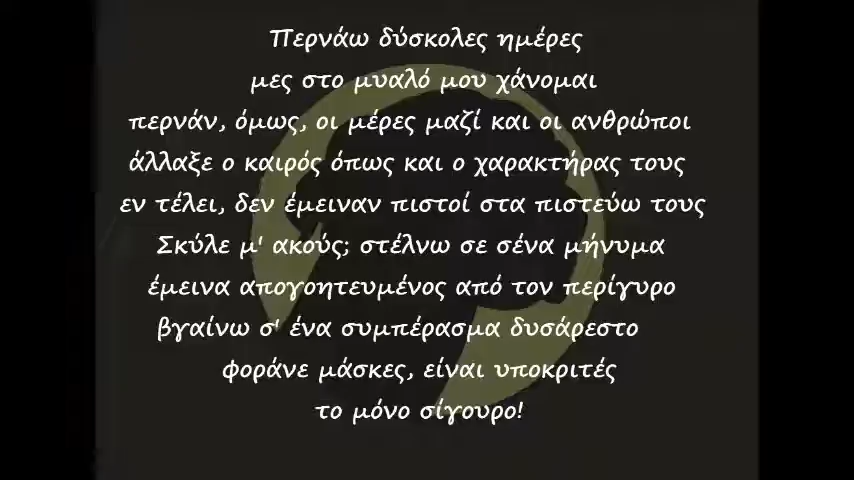 Περνάω δύσκολες ημέρες
μες στο μυαλό μου χάνομαι
περνάν, όμως, οι μέρες μαζί και οι ανθρώποι
άλλαξε ο καιρός όπως και ο χαρακτήρας τους
εν τέλει, δεν έμειναν πιστοί στα πιστεύω τους
Σκύλε μ' ακούς; στέλνω σε σένα μήνυμα
έμεινα απογοητευμένος από τον περίγυρο
βγαίνω σ' ένα συμπέρασμα δυσάρεστο
φοράνε μάσκες, είναι υποκριτές
το μόνο σίγουρο!